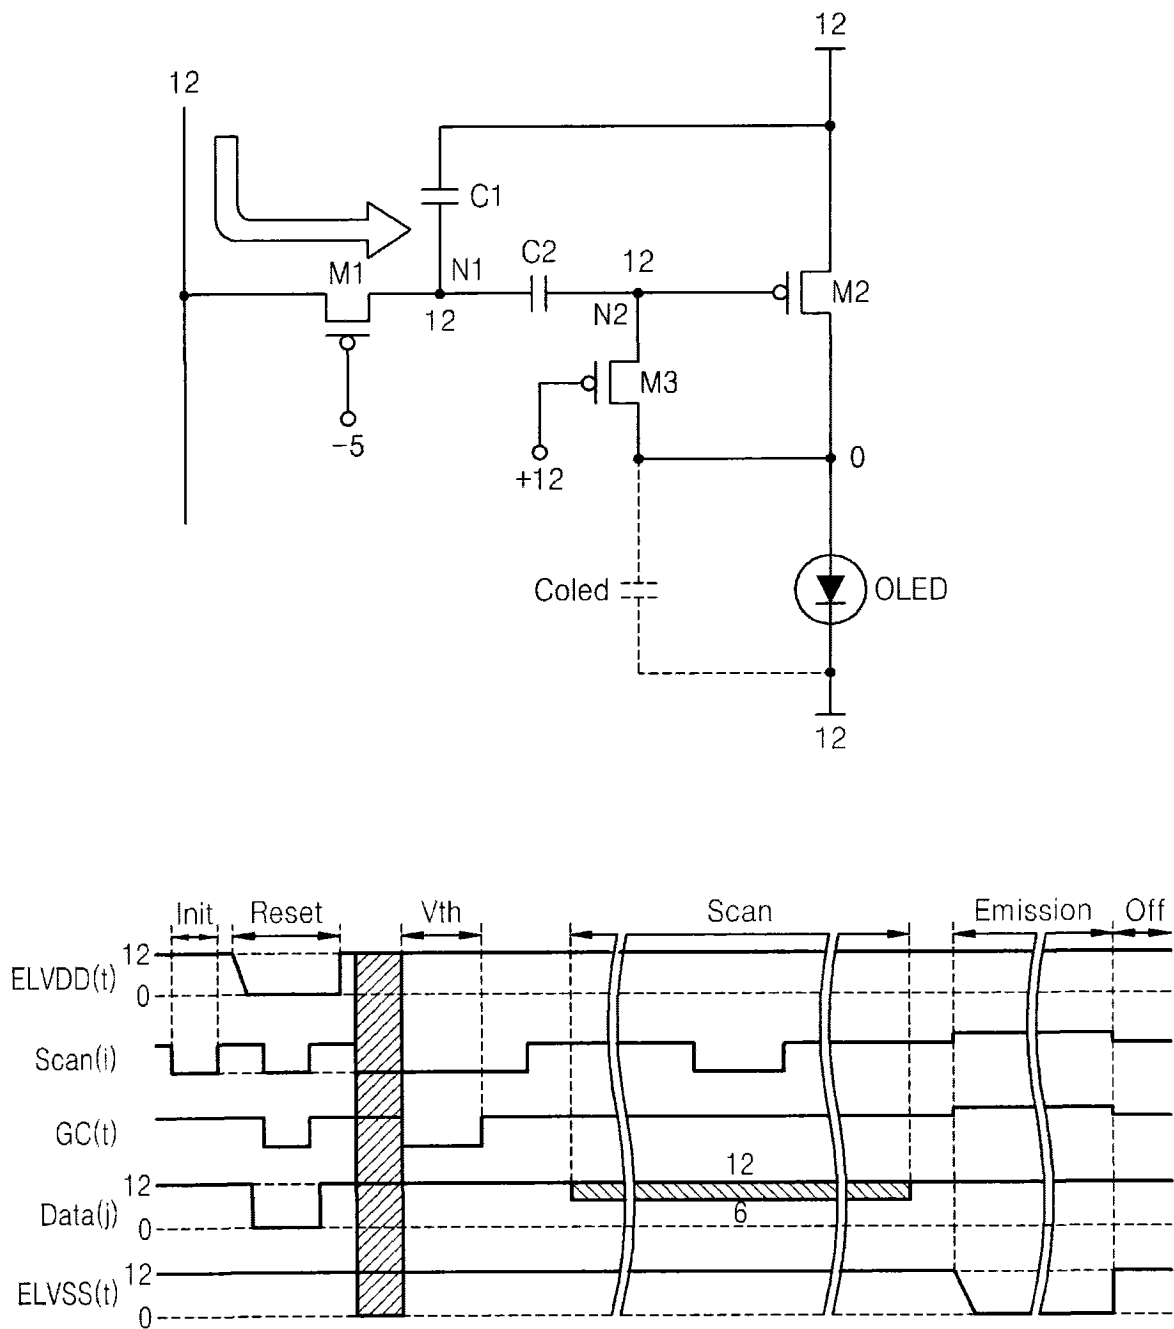 12
12
C1
M1
N1
C2
12
M2
12
N2
M3
−5
+12
0
Coled
OLED
12
Init
Reset
Vth
Scan
Emission
Off
12
ELVDD(t)
0
Scan(i)
GC(t)
12
12
Data(j)
6
0
12
ELVSS(t)
0